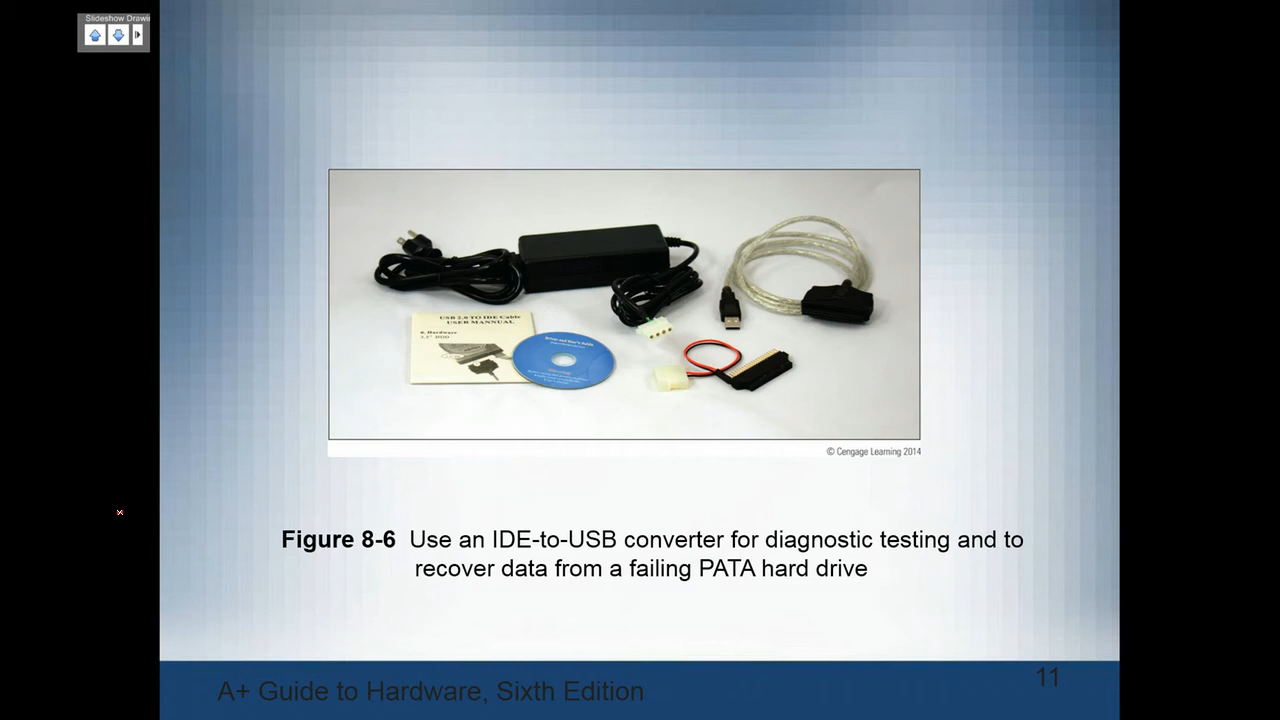 Slideshow Drawi
USB 2.0 TO IDE Cable
USER MANNUAL
Hardware
© Cengage Learning 2014
Figure 8-6 Use an IDE-to-USB converter for diagnostic testing and to
recover data from a failing PATA hard drive
A+ Guide to Hardware, Sixth Edition
11